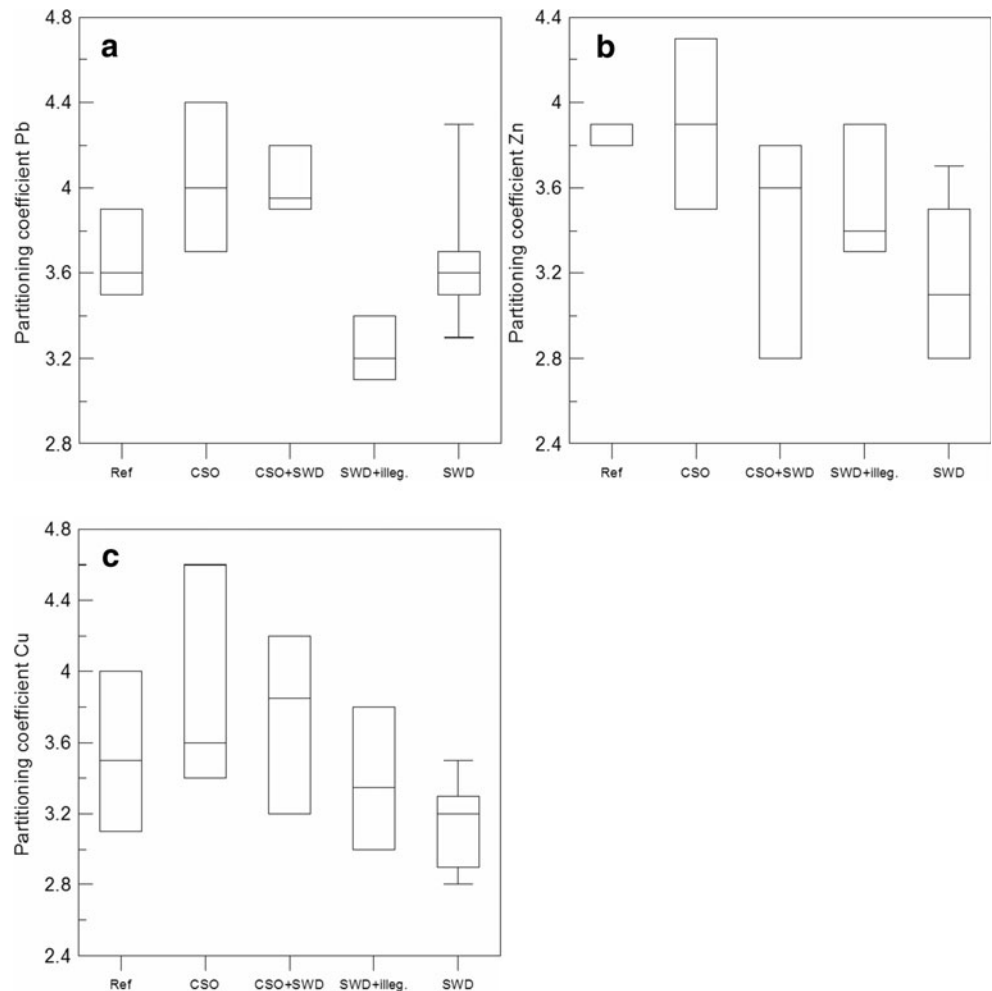 a
Partitioning coefficient Pb
4.8
4.4
4
3.6
3.2
2.8
Ref CSO CSO+SWD SWD+illeg. SWD
b
Partitioning coefficient Zn
4.4
4
3.6
3.2
2.8
2.4
Ref CSO CSO+SWD SWD+illeg. SWD
c
Partitioning coefficient Cu
4.8
4.4
4
3.6
3.2
2.8
2.4
Ref CSO CSO+SWD SWD+illeg. SWD